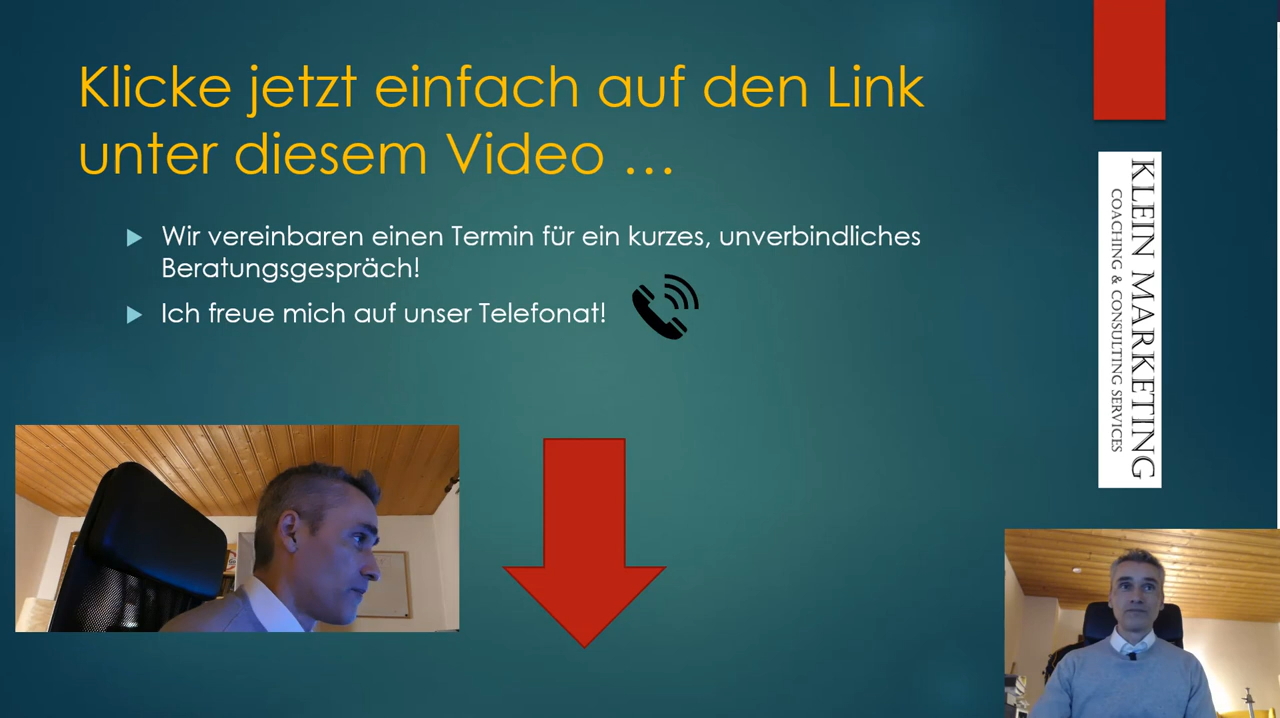 Klicke jetzt einfach auf den Link
unter diesem Video ...
Wir vereinbaren einen Termin für ein kurzes, unverbindliches
Beratungsgespräch!
Ich freue mich auf unser Telefonat!
KLEIN MARKETING
COACHING & CONSULTING SERVICES